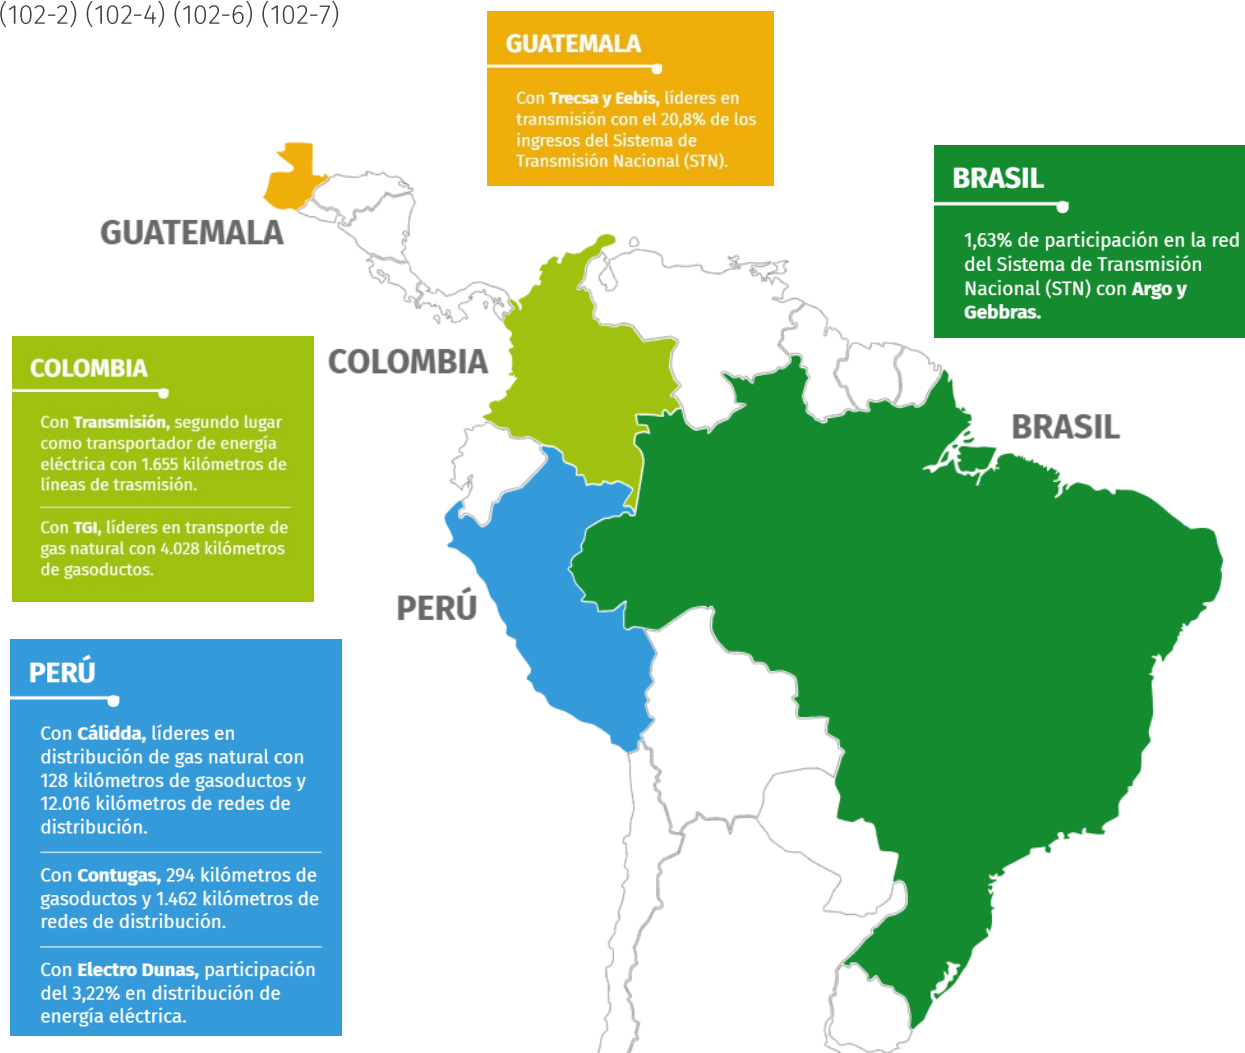 (102-2) (102-4) (102-6) (102-7)
GUATEMALA
Con Trecsa y Eebis, líderes en
transmisión con el 20,8% de los
ingresos del Sistema de
Transmisión Nacional (STN).
BRASIL
1,63% de participación en la red
del Sistema de Transmisión
Nacional (STN) con Argo y
Gebbras.
GUATEMALA
COLOMBIA
BRASIL
PERÚ
COLOMBIA
Con Transmisión, segundo lugar
como transportador de energía
eléctrica con 1.655 kilómetros de
líneas de trasmisión.
Con TGI, líderes en transporte de
gas natural con 4.028 kilómetros
de gasoductos.
PERÚ
Con Cálidda, líderes en
distribución de gas natural con
128 kilómetros de gasoductos y
12.016 kilómetros de redes de
distribución.
Con Contugas, 294 kilómetros de
gasoductos y 1.462 kilómetros de
redes de distribución.
Con Electro Dunas, participación
del 3,22% en distribución de
energía eléctrica.